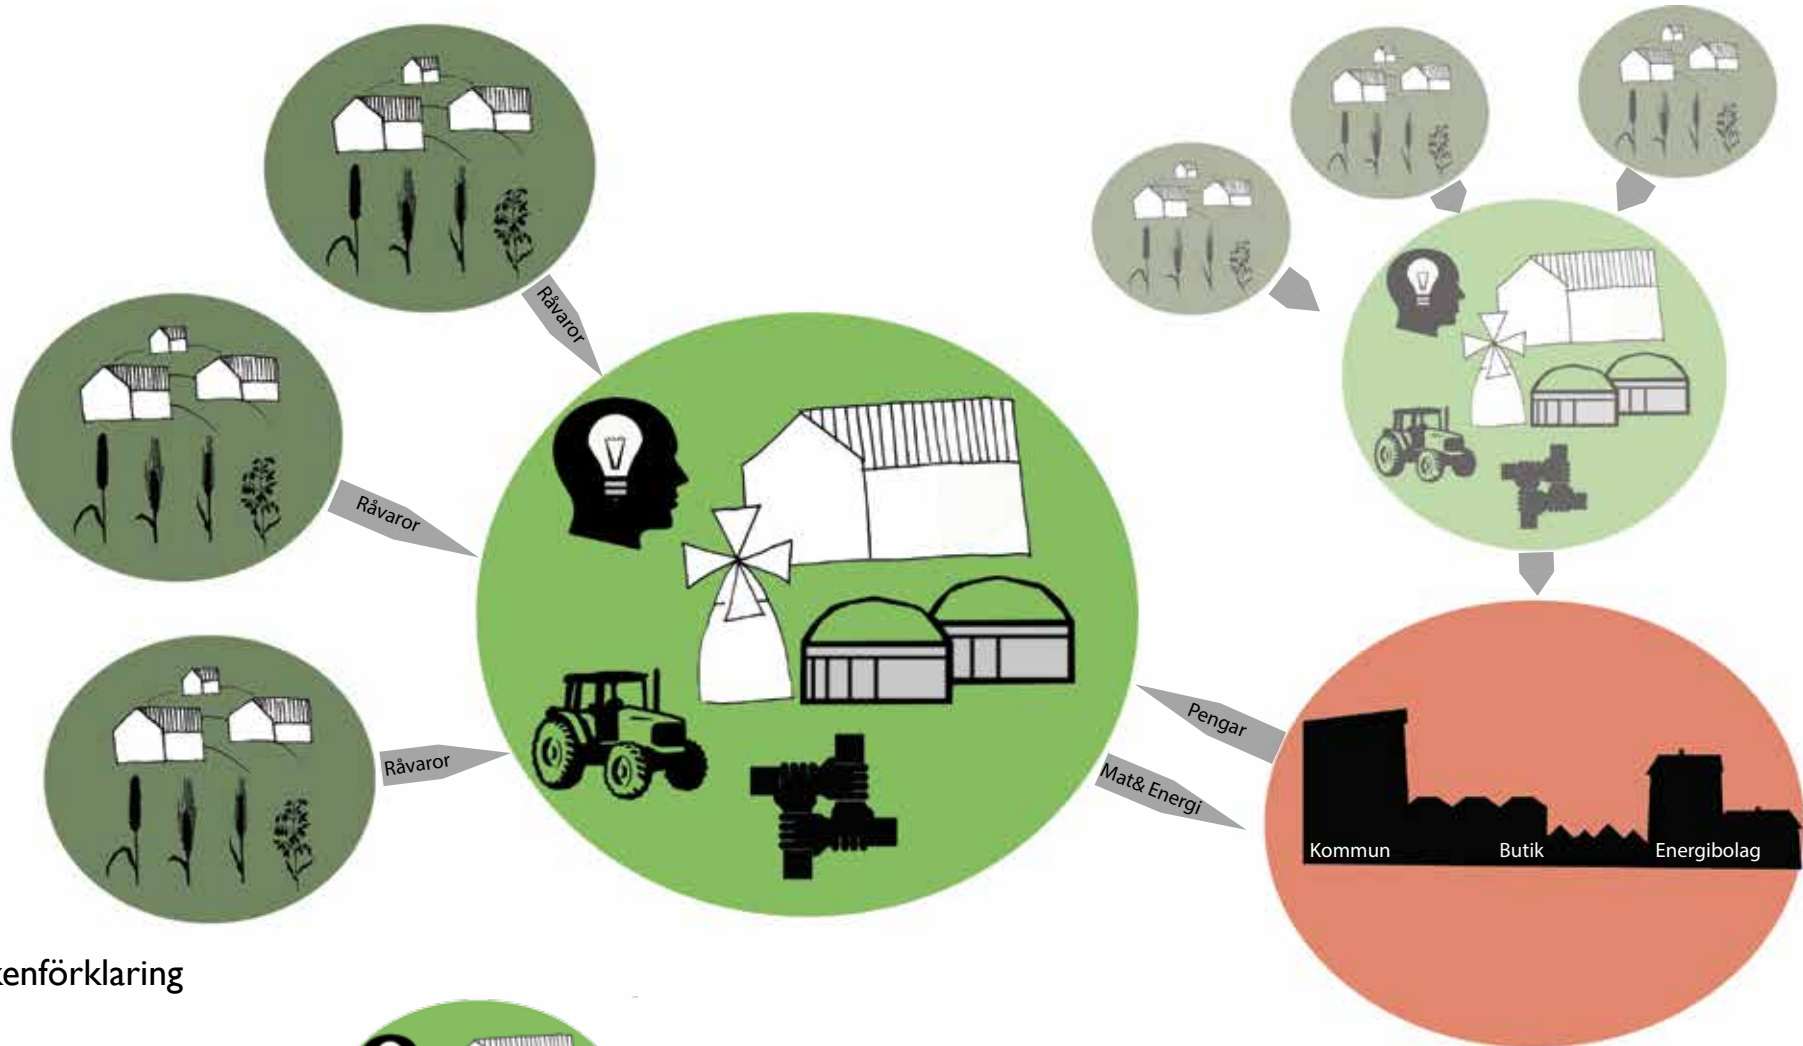 Råvaror
Råvaror
Råvaror
Pengar
Mat& Energi
Kommun
Butik
Energibolag
kenförklaring